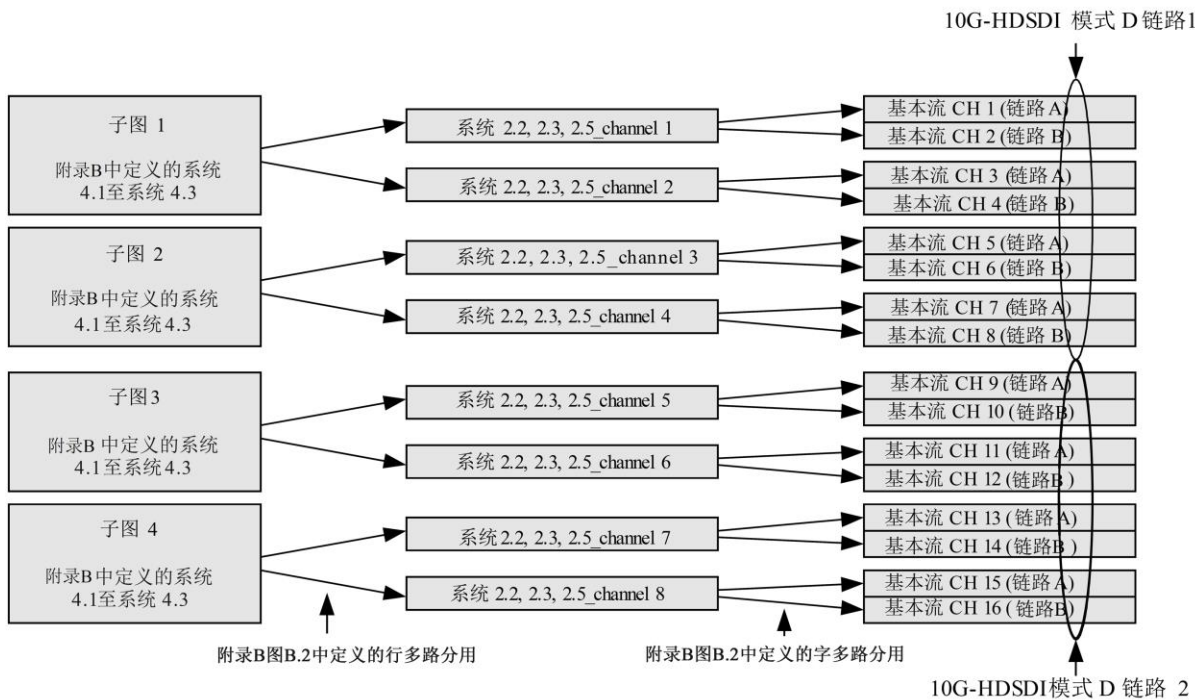 10G-HDSDI 模式 D 链路1
子图 1
附录B中定义的系统
4.1至系统 4.3
系统 2.2, 2.3, 2.5_channel 1
系统 2.2, 2.3, 2.5_channel 2
基本流 CH 1 (链路 A)
基本流 CH 2 (链路 B)
基本流 CH 3 (链路A)
基本流 CH 4 (链路 B)
子图 2
附录B中定义的系统
4.1至系统4.3
系统 2.2, 2.3, 2.5_channel 3
系统 2.2, 2.3, 2.5_channel 4
基本流 CH 5 (链路 A)
基本流 CH 6 (链路 B)
基本流 CH 7 (链路 A)
基本流 CH 8 (链路 B)
子图3
附录B 中定义的系统
4.1至系统 4.3
系统 2.2, 2.3, 2.5_channel 5
系统 2.2, 2.3, 2.5_channel 6
基本流 CH 9 (链路 A)
基本流 CH 10 (链路B)
基本流 CH 11 (链路 A)
基本流 CH 12 (链路B )
子图 4
附录B中定义的系统
4.1至系统 4.3
系统2.2, 2.3, 2.5_channel 7
系统 2.2, 2.3, 2.5_channel 8
基本流 CH 13 ( 链路 A)
基本流 CH 14 (链路B )
基本流 CH 15 (链路 A)
基本流 CH 16 (链路B)
附录B图B.2中定义的行多路分用
附录B图B.2中定义的字多路分用
10G-HDSDI模式 D 链路 2